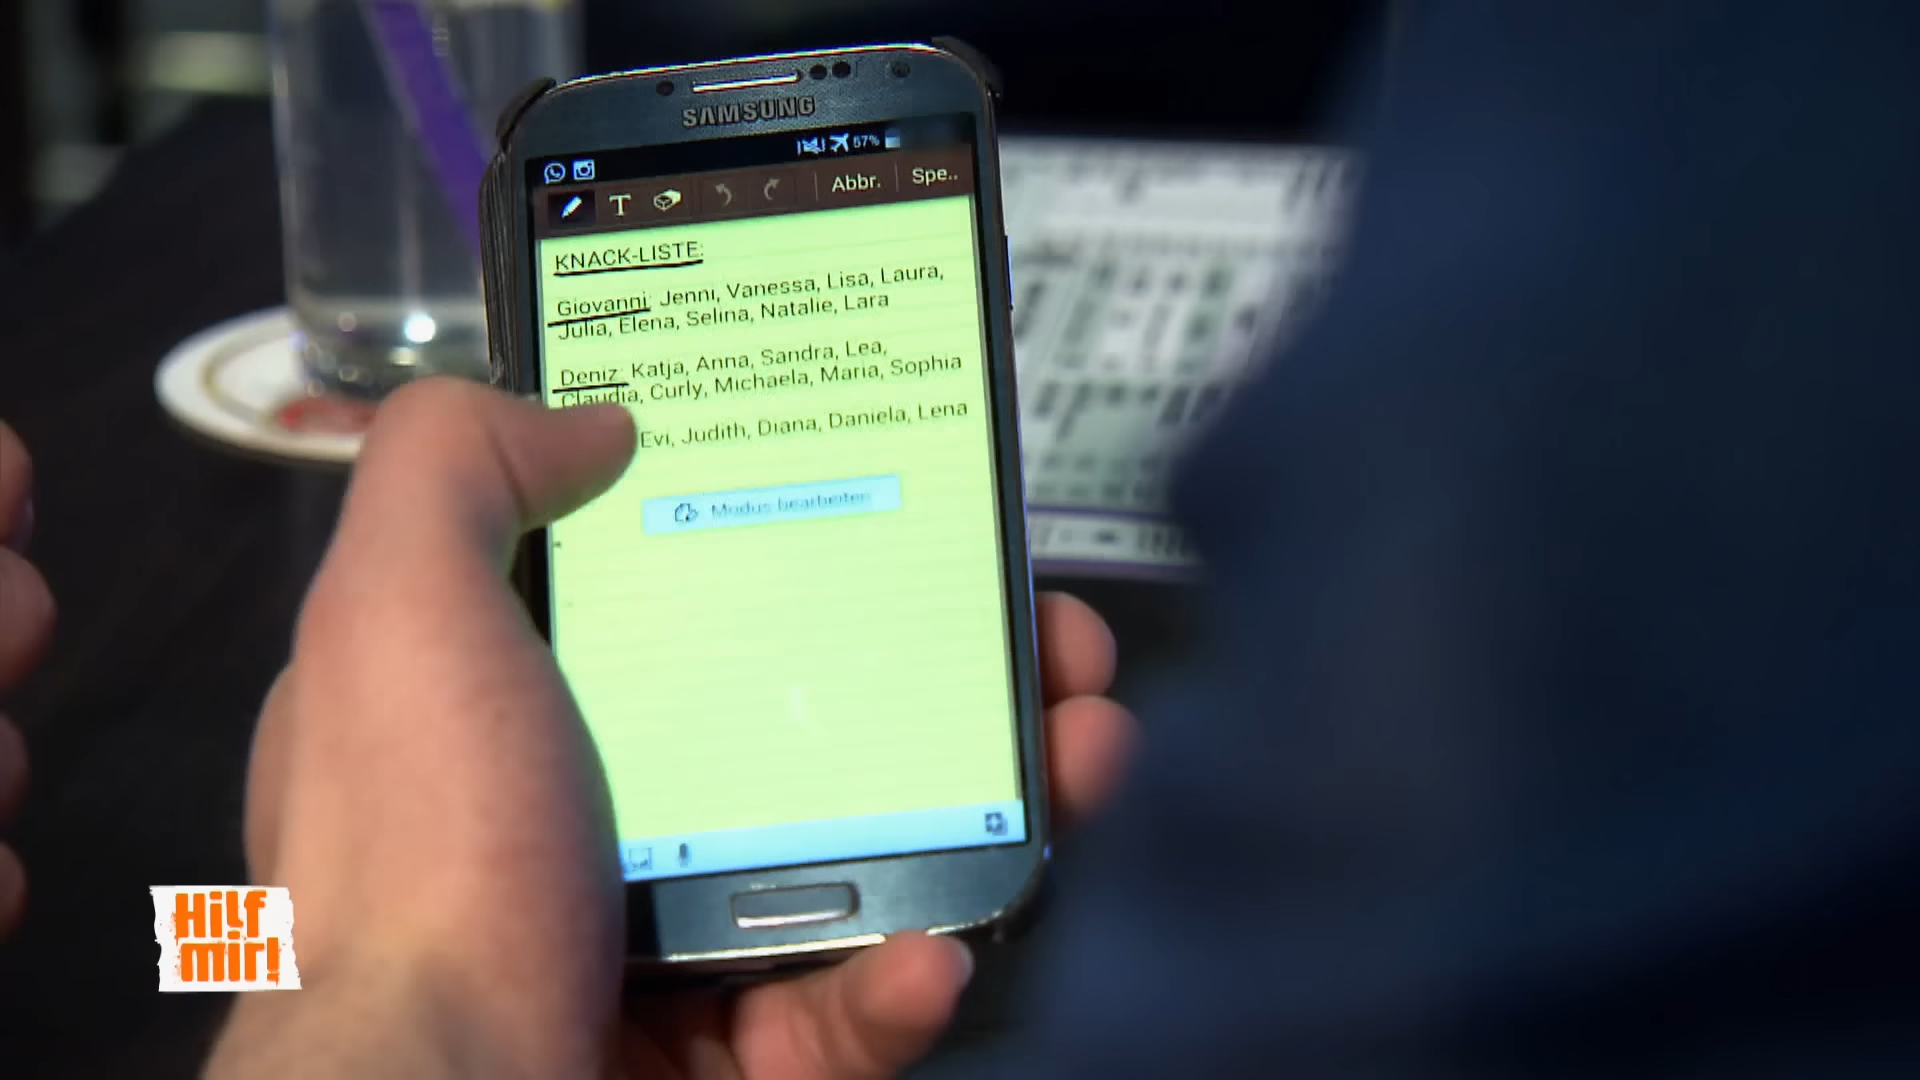 SAMSUNG
57%
T Abbr. Spe..
KNACK-LISTE:
Giovanni: Jenni, Vanessa, Lisa, Laura,
Julia, Elena, Selina, Natalie, Lara
Deniz: Katja, Anna, Sandra, Lea,
Claudia, Curly, Michaela, Maria, Sophia
Evi, Judith, Diana, Daniela, Lena
Modus bearbeiten
Hilf
mir!